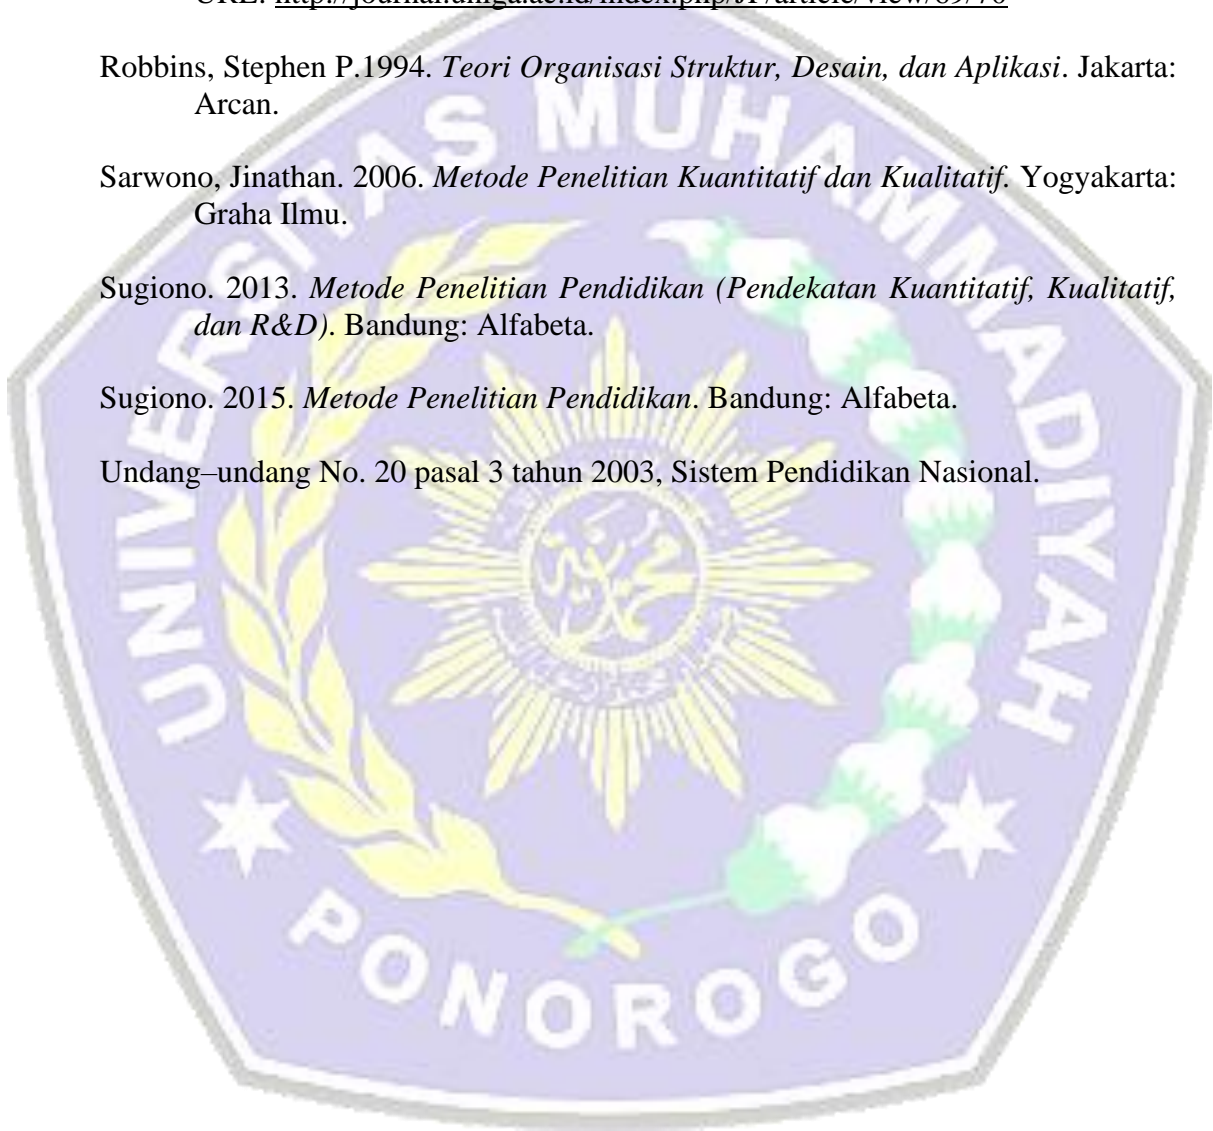 Robbins, Stephen P.1994. Teori Organisasi Struktur, Desain, dan Aplikasi. Jakarta:
Arcan.
Sarwono, Jinathan. 2006. Metode Penelitian Kuantitatif dan Kualitatif. Yogyakarta:
Graha Ilmu.
Sugiono. 2013. Metode Penelitian Pendidikan (Pendekatan Kuantitatif, Kualitatif,
dan R&D). Bandung: Alfabeta.
Sugiono. 2015. Metode Penelitian Pendidikan. Bandung: Alfabeta.
Undang–undang No. 20 pasal 3 tahun 2003, Sistem Pendidikan Nasional.
UNIVERSITAS MUHAMMADIYAH
PONOROGO